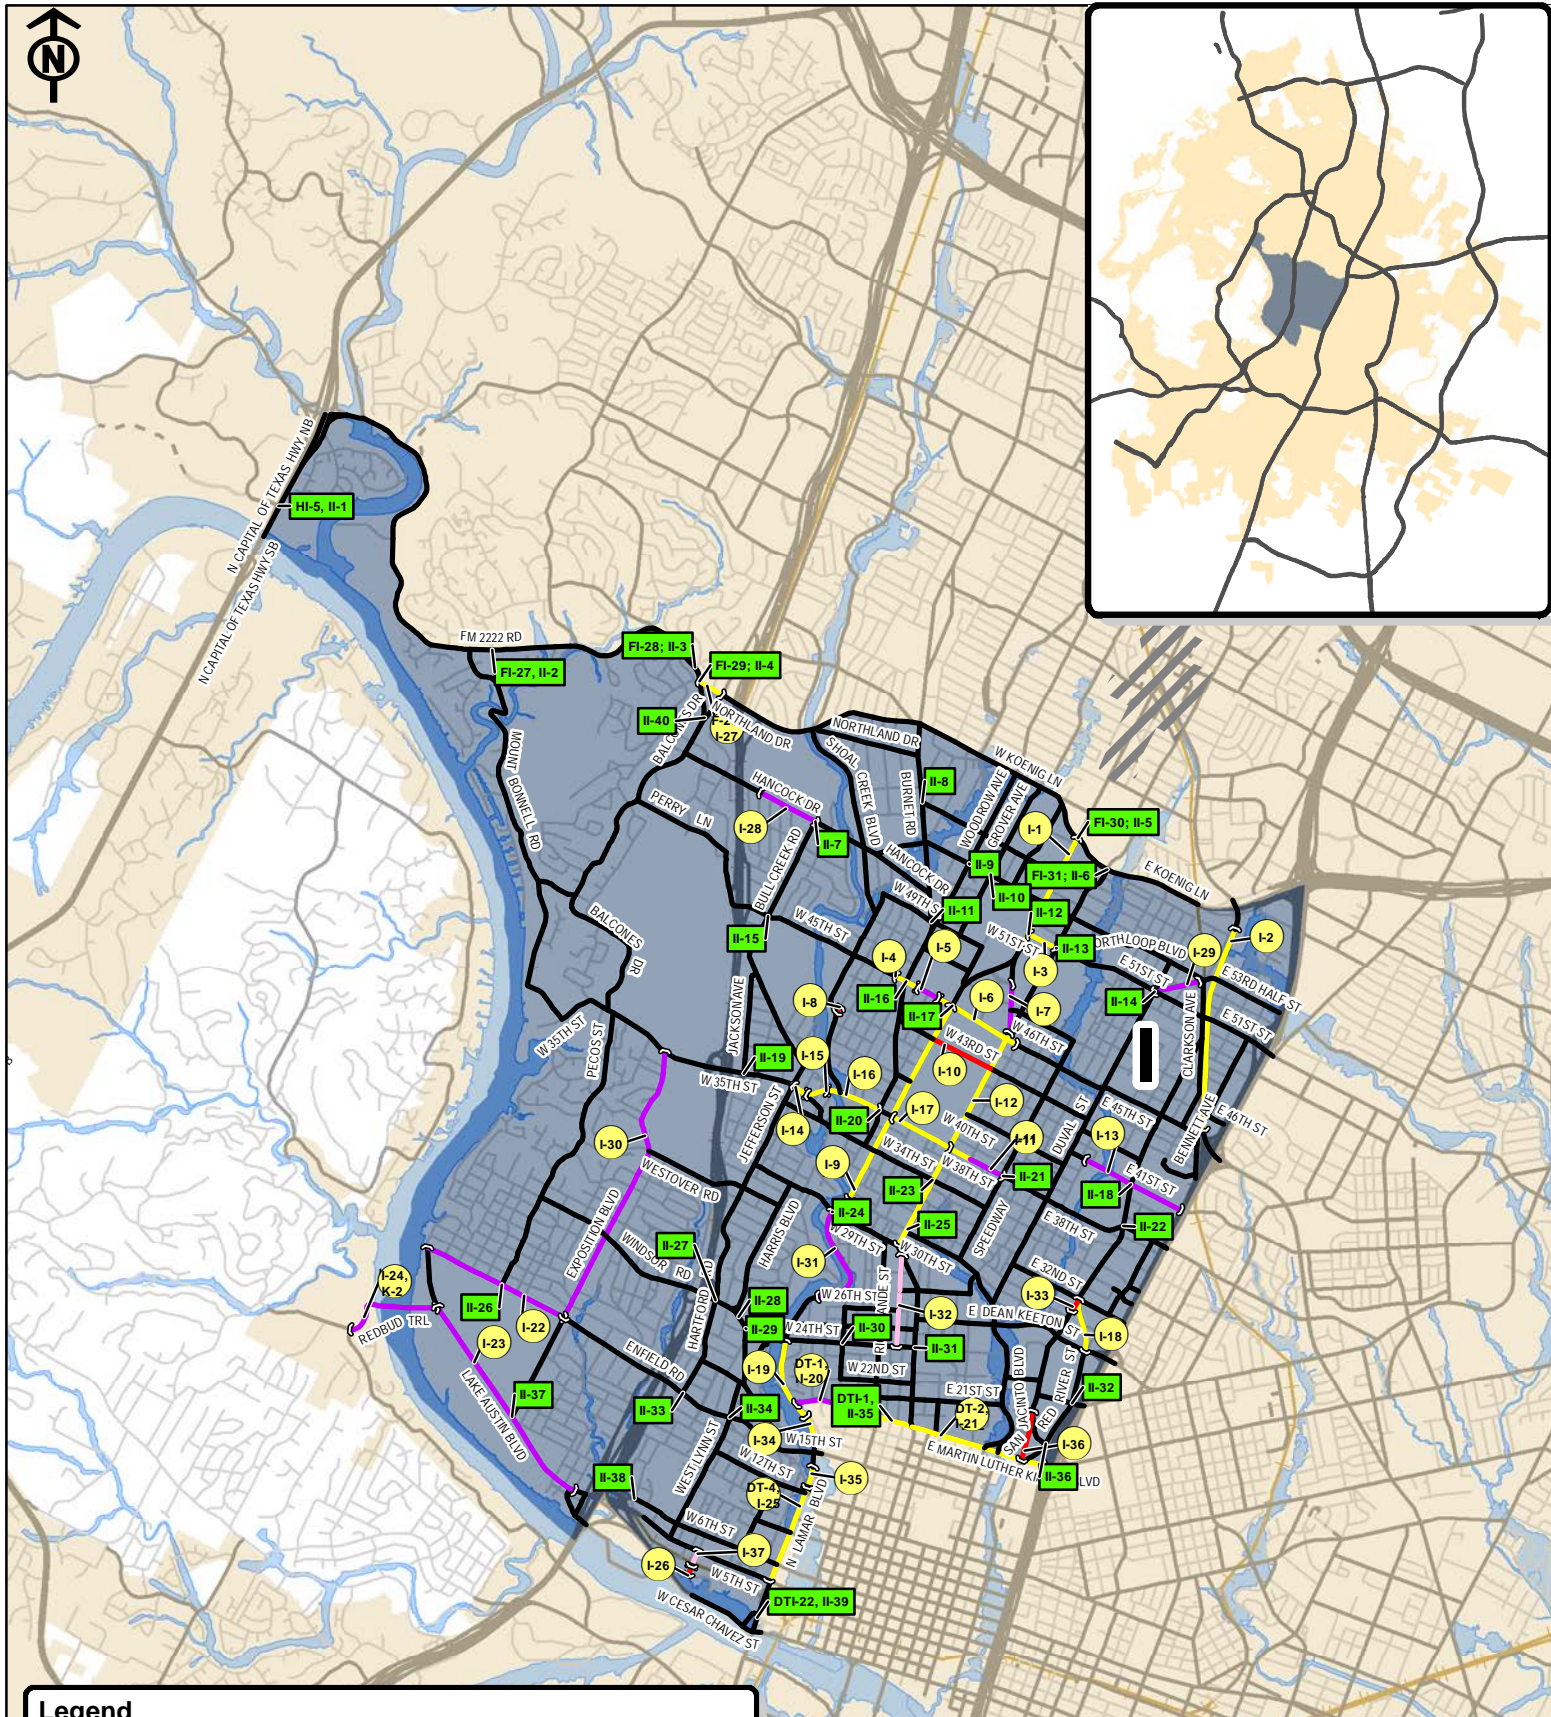 N
N CAPITAL OF TEXAS HWY NB
HI-5, II-1
N CAPITAL OF TEXAS HWY SB
FM 2222 RD
FI-28; II-3
FI-27, II-2
FI-29; II-4
II-40
BALCONES DR
I-27
NORTHLAND DR
NORTHLAND DR
W KOENIG LN
MOUNT BONNELL RD
SHOAL CREEK BLVD
BURNET RD
II-8
WOODROW AVE
GROVER AVE
HANCOCK DR
PERRY LN
I-28
II-7
I-1
FI-30; II-5
BULL CREEK RD
HANCOCK DR
II-9
FI-31; II-6
E KOENIG LN
W 49TH ST
II-10
II-11
II-12
BALCONES DR
W 45TH ST
II-15
I-4
I-5
W 51ST ST
II-13
I-3
I-29
I-2
E 51ST ST
E 53RD HALF ST
II-16
II-17
I-6
I-7
II-14
E 51ST ST
I-8
JACKSON AVE
W 35TH ST
PECOS ST
W 43RD ST
W 46TH ST
CLARKSON AVE
I
II-19
I-15
I-16
I-10
W 35TH ST
I-12
I-17
II-20
I-14
W 40TH ST
I-11
DUVAL ST
E 45TH ST
I-13
BENNETT AVE
E 46TH ST
I-30
JEFFERSON ST
W 34TH ST
W 38TH ST
II-21
I-9
II-23
E 41ST ST
II-18
WESTOVER RD
II-24
II-25
SPEEDWAY
E 38TH ST
II-22
EXPOSITION BLVD
HARRIS BLVD
W 29TH ST
W 30TH ST
WINDSOR RD
II-27
I-31
E 32ND ST
I-24,
K-2
II-26
I-22
HARTFORD RD
II-28
W 26TH ST
I-32
I-33
E DEAN KEETON ST
REDBUD TRL
I-23
II-29
W 24TH ST
II-30
II-31
I-18
ENFIELD RD
I-19
DT-1,
I-20
W 22ND ST
LAKE AUSTIN BLVD
II-37
II-33
II-34
DTI-1,
II-35
E 21ST ST
DT-2,
I-21
SAN JACINTO BLVD
RED RIVER ST
II-32
I-34
W 15TH ST
I-36
II-36
WEST LYNN ST
W 12TH ST
II-38
DT-4,
I-25
I-35
N LAMAR BLVD
W 6TH ST
I-37
I-26
W 5TH ST
DTI-22, II-39
W CESAR CHAVEZ ST
Legend